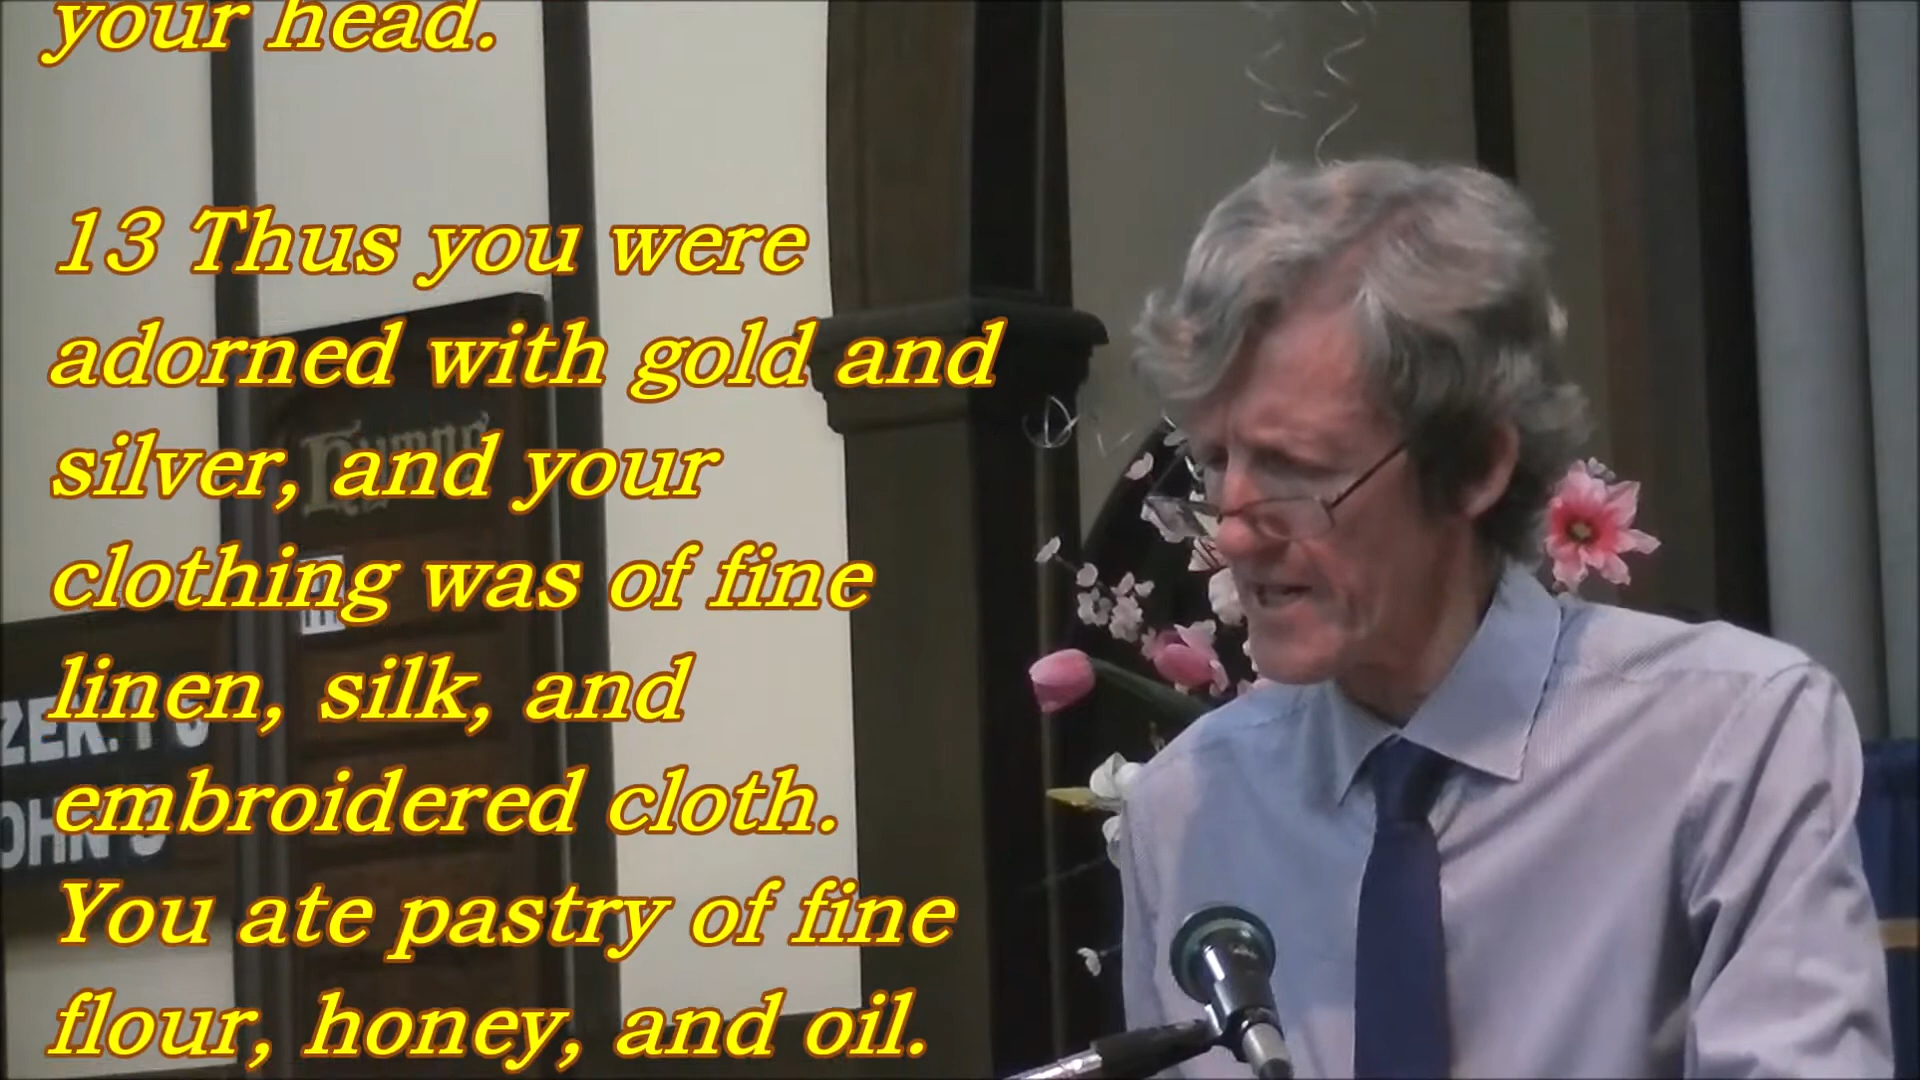 your head.
13 Thus you were
adorned with gold and
silver, and your
clothing was of fine
linen, silk, and
embroidered cloth.
You ate pastry of fine
flour, honey, and oil.
Hymns